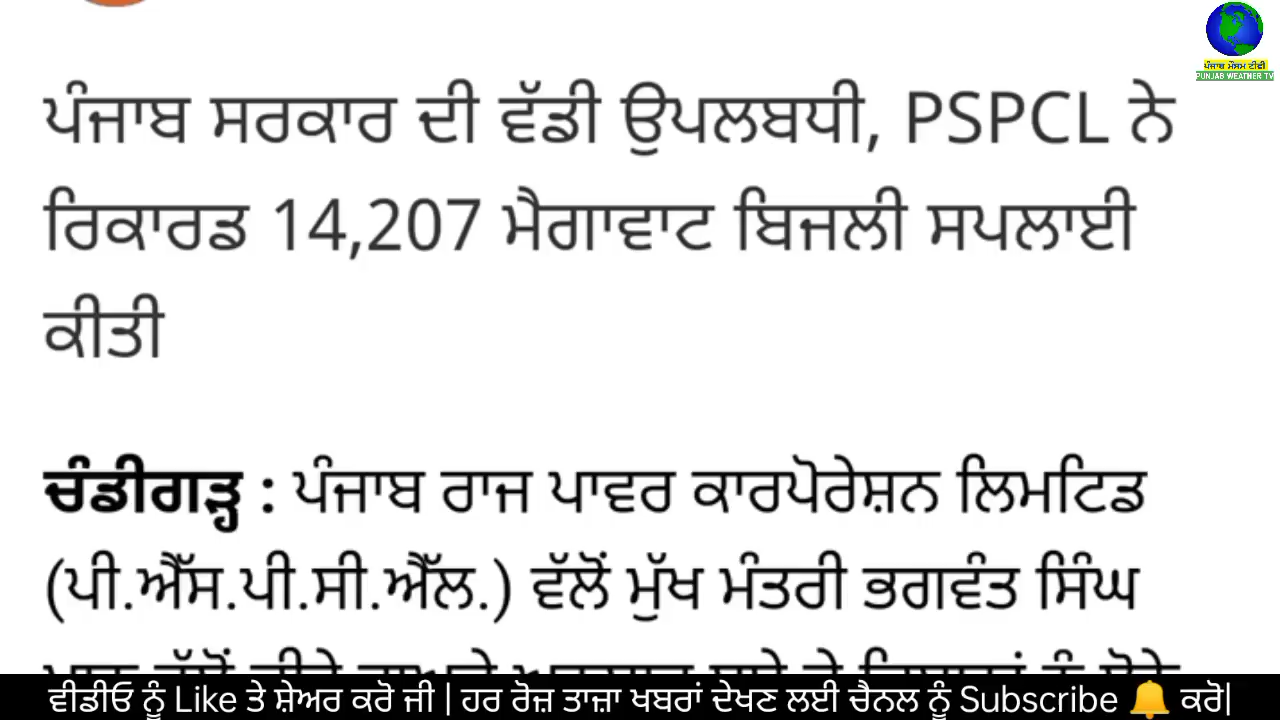 ਪੰਜਾਬ ਮੌਸਮ ਟੀਵੀ
PUNJAB WEATHER TV
ਪੰਜਾਬ ਸਰਕਾਰ ਦੀ ਵੱਡੀ ਉਪਲਬਧੀ, PSPCL ਨੇ
ਰਿਕਾਰਡ 14,207 ਮੈਗਾਵਾਟ ਬਿਜਲੀ ਸਪਲਾਈ
ਕੀਤੀ
ਚੰਡੀਗੜ੍ਹ : ਪੰਜਾਬ ਰਾਜ ਪਾਵਰ ਕਾਰਪੋਰੇਸ਼ਨ ਲਿਮਟਿਡ
(ਪੀ.ਐੱਸ.ਪੀ.ਸੀ.ਐੱਲ.) ਵੱਲੋਂ ਮੁੱਖ ਮੰਤਰੀ ਭਗਵੰਤ ਸਿੰਘ
ਵੀਡੀਓ ਨੂੰ Like ਤੇ ਸ਼ੇਅਰ ਕਰੋ ਜੀ | ਹਰ ਰੋਜ਼ ਤਾਜ਼ਾ ਖਬਰਾਂ ਦੇਖਣ ਲਈ ਚੈਨਲ ਨੂੰ Subscribe 🔔 ਕਰੋ|